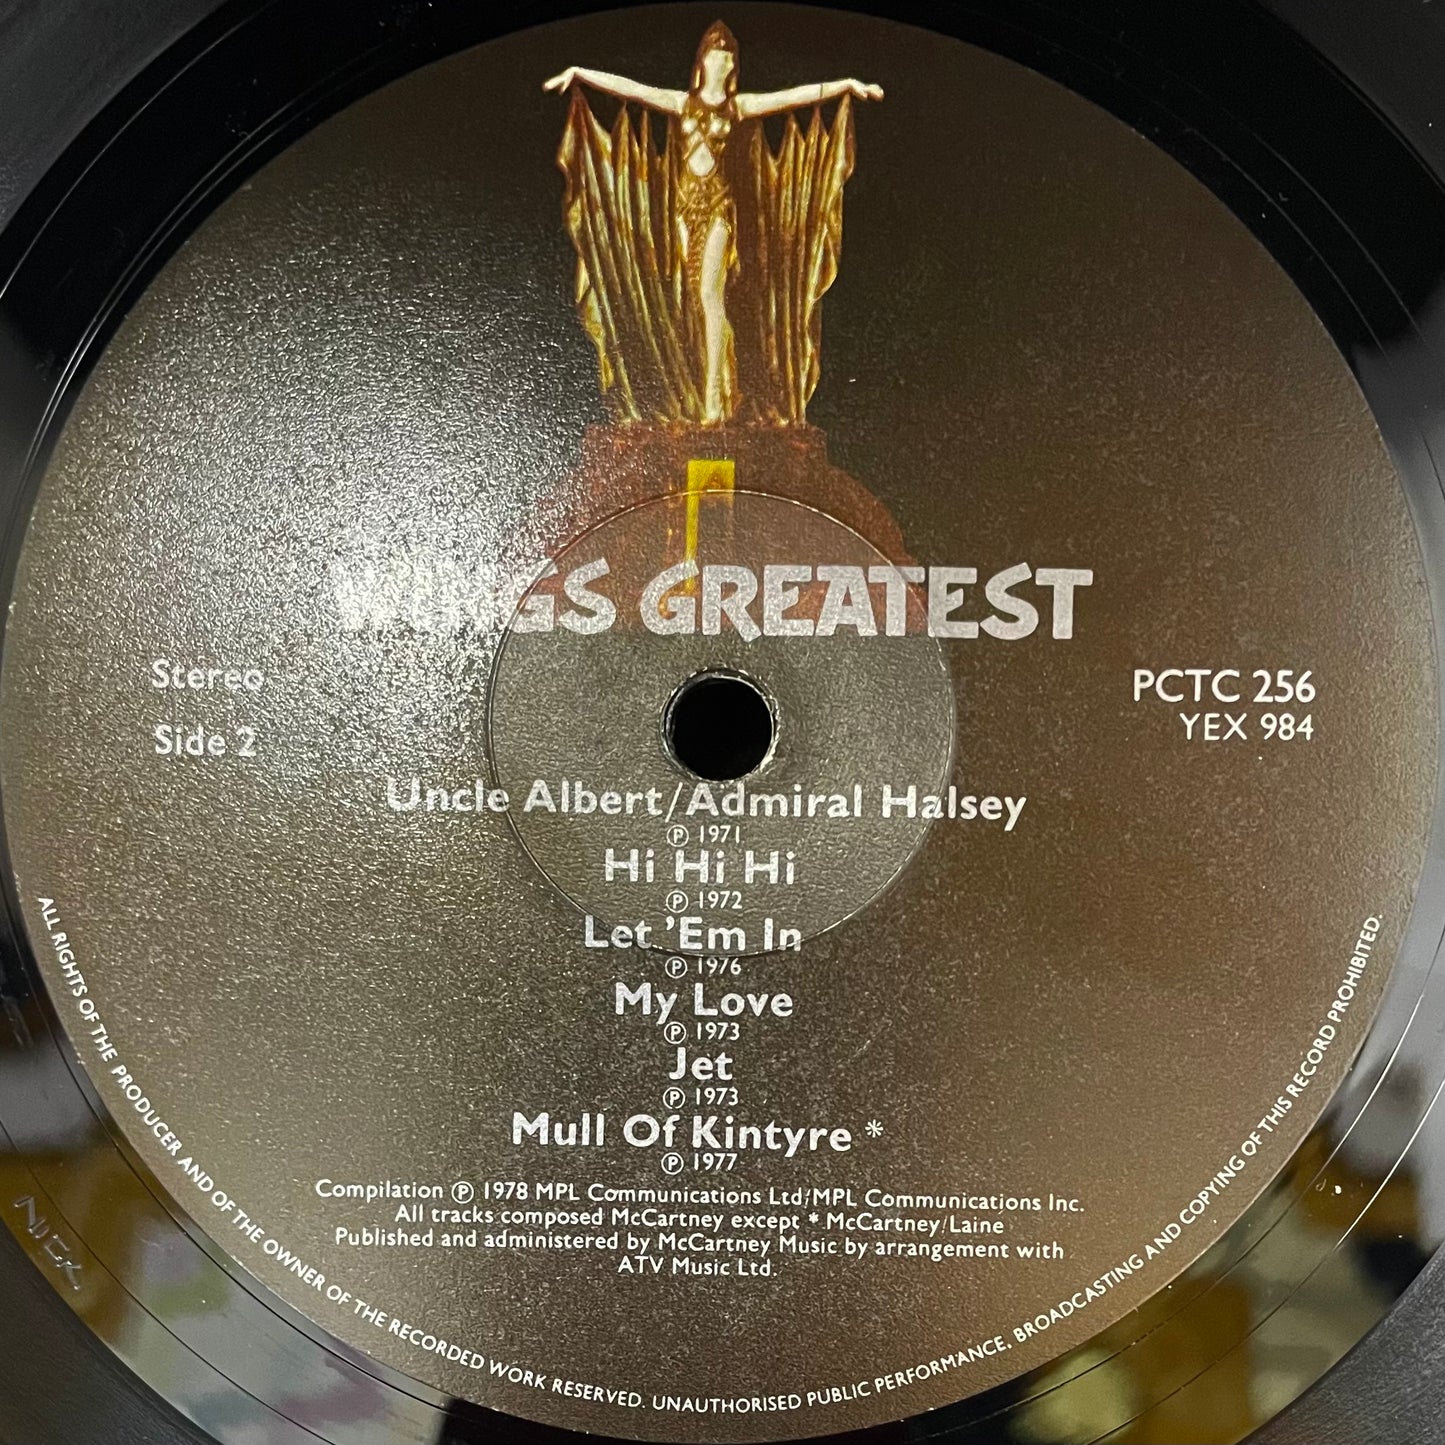 WINGS GREATEST
Stereo
Side 2
PCTC 256
YEX 984
Uncle Albert/Admiral Halsey
℗ 1971
Hi Hi Hi
℗ 1972
Let 'Em In
℗ 1976
My Love
℗ 1973
Jet
℗ 1973
Mull Of Kintyre *
℗ 1977
Compilation ℗ 1978 MPL Communications Ltd/MPL Communications Inc.
All tracks composed McCartney except * McCartney/Laine
Published and administered by McCartney Music by arrangement with
ATV Music Ltd.
ALL RIGHTS OF THE PRODUCER AND OF THE OWNER OF THE RECORDED WORK RESERVED. UNAUTHORISED PUBLIC PERFORMANCE, BROADCASTING AND COPYING OF THIS RECORD PROHIBITED.
NICK